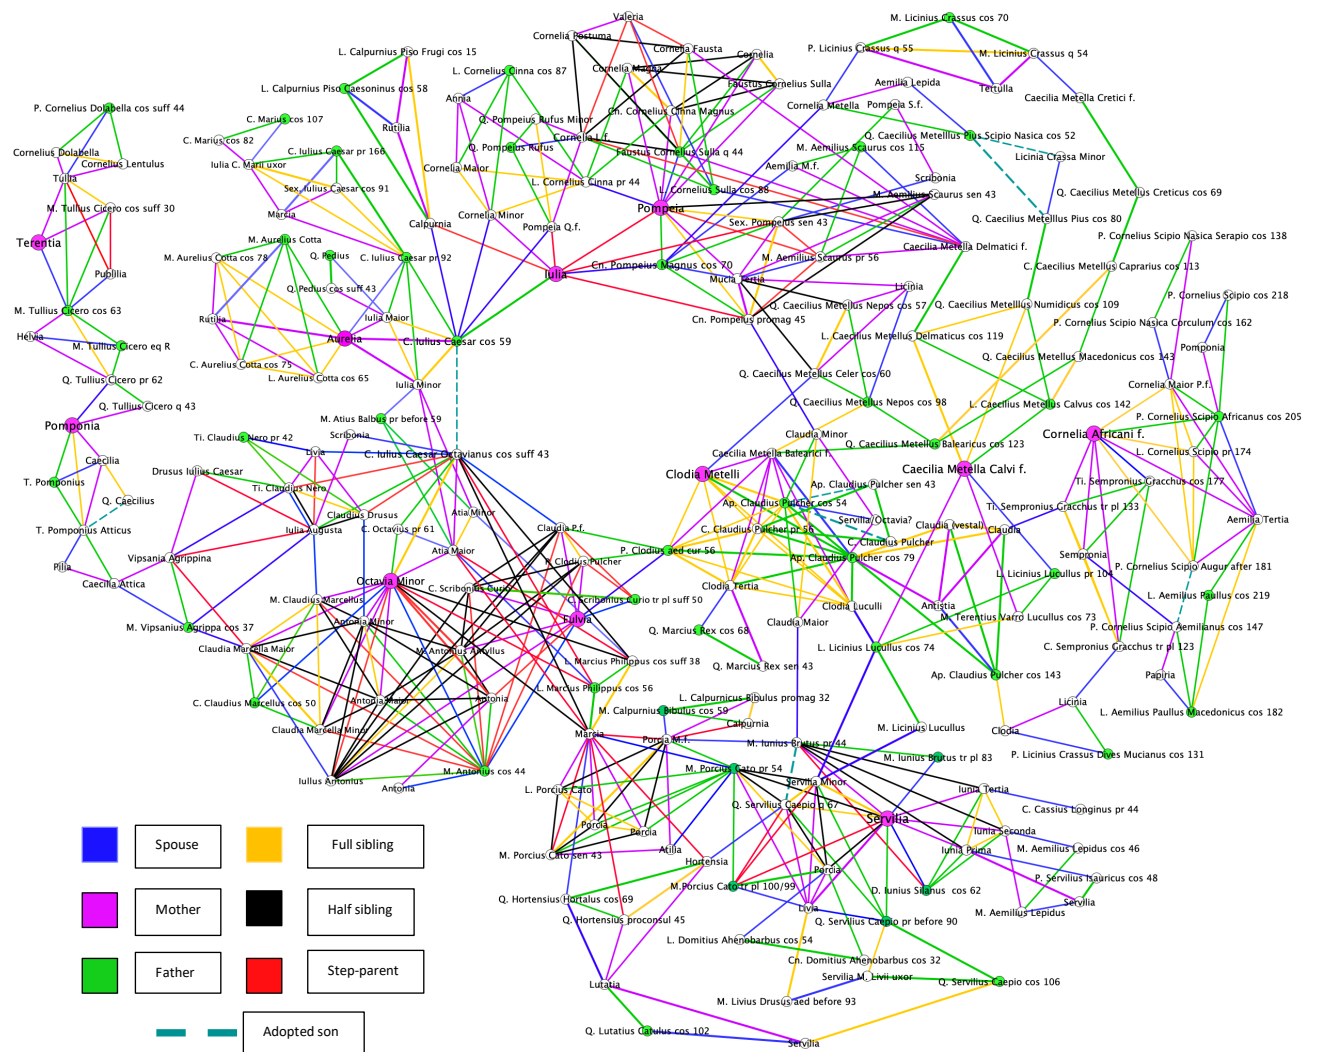 Valeria
M. Licinius Crassus cos 70
Cornelia Postuma
Cornelia Fausta
P. Licinius Crassus q 55
M. Licinius Crassus q 54
L. Calpurnius Piso Frugi cos 15
Cornelia
L. Cornelius Cinna cos 87
Cornelia Magna
Faustus Cornelius Sulla
Aemilia Lepida
Tertulla
L. Calpurnius Piso Caesoninus cos 58
Annia
Cornelia Metella
Pompeia S.f.
Caecilia Metella Cretici f.
P. Cornelius Dolabella cos suff 44
Cn. Cornelius Cinna Magnus
C. Marius cos 107
Q. Pompeius Rufus Minor
Rutilia
Cornelia L.f.
Q. Caecilius Metellus Pius Scipio Nasica cos 52
C. Marius cos 82
Q. Pompeius Rufus
Faustus Cornelius Sulla q 44
M. Aemilius Scaurus cos 115
Cornelius Dolabella
C. Iulius Caesar pr 166
Licinia Crassa Minor
Cornelius Lentulus
Iulia C. Marii uxor
Cornelia Maior
Aemilia M.f.
Tullia
L. Cornelius Cinna pr 44
Scribonia
Sex. Iulius Caesar cos 91
L. Cornelius Sulla cos 88
M. Aemilius Scaurus sen 43
Q. Caecilius Metellus Creticus cos 69
M. Tullius Cicero cos suff 30
Pompeia
Marcia
Cornelia Minor
Sex. Pompeius sen 43
Q. Caecilius Metelllus Pius cos 80
Calpurnia
Pompeia Q.f.
P. Cornelius Scipio Nasica Serapio cos 138
Terentia
M. Aurelius Cotta
Caecilia Metella Delmatici f.
M. Aurelius Cotta cos 78
Q. Pedius
C. Iulius Caesar pr 92
M. Aemilius Scaurus pr 56
Publilia
Iulia
Cn. Pompeius Magnus cos 70
C. Caecilius Metellus Caprarius cos 113
Mucia Tertia
Licinia
Q. Pedius cos suff 43
P. Cornelius Scipio cos 218
M. Tullius Cicero cos 63
Q. Caecilius Metellus Nepos cos 57
Q. Caecilius Metelllus Numidicus cos 109
Rutilia
Iulia Maior
Cn. Pompeius promag 45
P. Cornelius Scipio Nasica Corculum cos 162
Helvia
Aurelia
C. Iulius Caesar cos 59
L. Caecilius Metellus Delmaticus cos 119
M. Tullius Cicero eq R
Pomponia
C. Aurelius Cotta cos 75
Q. Caecilius Metellus Macedonicus cos 143
L. Aurelius Cotta cos 65
Q. Caecilius Metellus Celer cos 60
Q. Tullius Cicero pr 62
Iulia Minor
Cornelia Maior P.f.
Q. Tullius Cicero q 43
Q. Caecilius Metellus Nepos cos 98
L. Caecilius Metellus Calvus cos 142
M. Atius Balbus pr before 59
P. Cornelius Scipio Africanus cos 205
Pomponia
Scribonia
Claudia Minor
Cornelia Africani f.
Ti. Claudius Nero pr 42
Q. Caecilius Metellus Balearicus cos 123
Livia
C. Iulius Caesar Octavianus cos suff 43
Caecilia Metella Balearici f.
L. Cornelius Scipio pr 174
Caecilia
Drusus Iulius Caesar
Clodia Metelli
Caecilia Metella Calvi f.
T. Pomponius
Ti. Claudius Nero
Ap. Claudius Pulcher sen 43
Ti. Sempronius Gracchus cos 177
Q. Caecilius
Ap. Claudius Pulcher cos 54
Ti. Sempronius Gracchus tr pl 133
Claudius Drusus
Atia Minor
Servilia/Octavia?
Claudia (vestal)
Aemilia Tertia
T. Pomponius Atticus
Iulia Augusta
C. Octavius pr 61
Claudia P.f.
C. Claudius Pulcher pr 56
Claudia
C. Claudius Pulcher
Atia Maior
P. Clodius aed cur 56
Ap. Claudius Pulcher cos 79
Sempronia
Vipsania Agrippina
P. Clodius Pulcher
P. Cornelius Scipio Augur after 181
Pilia
Caecilia Attica
Octavia Minor
C. Scribonius Curio
Clodia Tertia
L. Licinius Lucullus pr 104
L. Aemilius Paullus cos 219
M. Claudius Marcellus
C. Scribonius Curio tr pl suff 50
Clodia Luculli
Antistia
M. Terentius Varro Lucullus cos 73
M. Vipsanius Agrippa cos 37
Antonia Minor
Fulvia
Claudia Maior
P. Cornelius Scipio Aemilianus cos 147
Q. Marcius Rex cos 68
Claudia Marcella Maior
M. Antonius Antyllus
L. Licinius Lucullus cos 74
C. Sempronius Gracchus tr pl 123
L. Marcius Philippus cos suff 38
Q. Marcius Rex sen 43
Ap. Claudius Pulcher cos 143
Papiria
L. Marcius Philippus cos 56
C. Claudius Marcellus cos 50
Antonia Maior
Antonia
L. Calpurnicus Bibulus promag 32
Licinia
M. Calpurnius Bibulus cos 59
L. Aemilius Paullus Macedonicus cos 182
Claudia Marcella Minor
Calpurnia
M. Licinius Lucullus
Clodia
Marcia
Porcia M.f.
M. Iunius Brutus pr 44
P. Licinius Crassus Dives Mucianus cos 131
M. Iunius Brutus tr pl 83
M. Antonius cos 44
M. Porcius Cato pr 54
Iullus Antonius
Antonia
Servilia Minor
Iunia Tertia
L. Porcius Cato
Q. Servilius Caepio q 67
C. Cassius Longinus pr 44
Servilia
Porcia
Porcia
Iunia Seconda
Spouse
Full sibling
M. Porcius Cato sen 43
Atilia
Iunia Prima
M. Aemilius Lepidus cos 46
Hortensia
Porcia
P. Servilius Isauricus cos 48
M.Porcius Cato tr pl 100/99
D. Iunius Silanus cos 62
Q. Hortensius Hortalus cos 69
Servilia
Mother
Half sibling
Livia
M. Aemilius Lepidus
Q. Hortensius proconsul 45
Q. Servilius Caepio pr before 90
L. Domitius Ahenobarbus cos 54
Cn. Domitius Ahenobarbus cos 32
Father
Step-parent
Servilia M. Livii uxor
Lutatia
Q. Servilius Caepio cos 106
M. Livius Drusus aed before 93
Adopted son
Q. Lutatius Catulus cos 102
Servilia